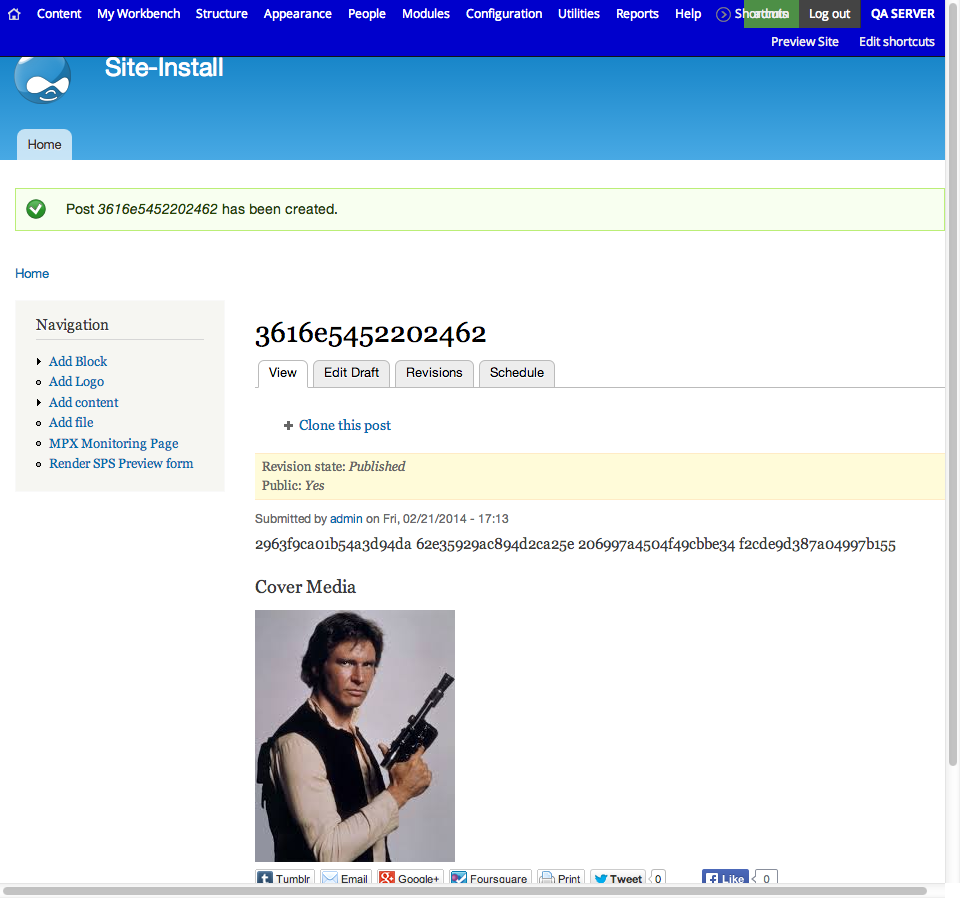 Content My Workbench Structure Appearance People Modules Configuration Utilities Reports Help Shortcuts admin Log out QA SERVER
Preview Site Edit shortcuts
Site-Install
Home
Post 3616e5452202462 has been created.
Home
Navigation
Add Block
Add Logo
Add content
Add file
MPX Monitoring Page
Render SPS Preview form
3616e5452202462
View Edit Draft Revisions Schedule
Clone this post
Revision state: Published
Public: Yes
Submitted by admin on Fri, 02/21/2014 - 17:13
2963f9ca01b54a3d94da 62e35929ac894d2ca25e 206997a4504f49cbbe34 f2cde9d387a04997b155
Cover Media
Tumblr Email Google+ Foursquare Print Tweet 0 Like 0